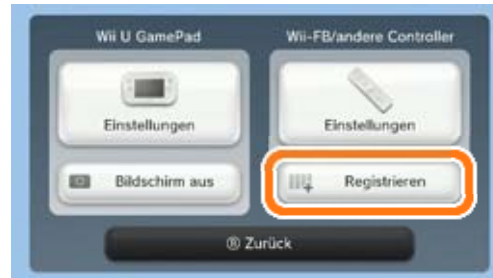 Wii U GamePad
Einstellungen
Bildschirm aus
Wii-FB/andere Controller
Einstellungen
Registrieren
Ⓑ Zurück